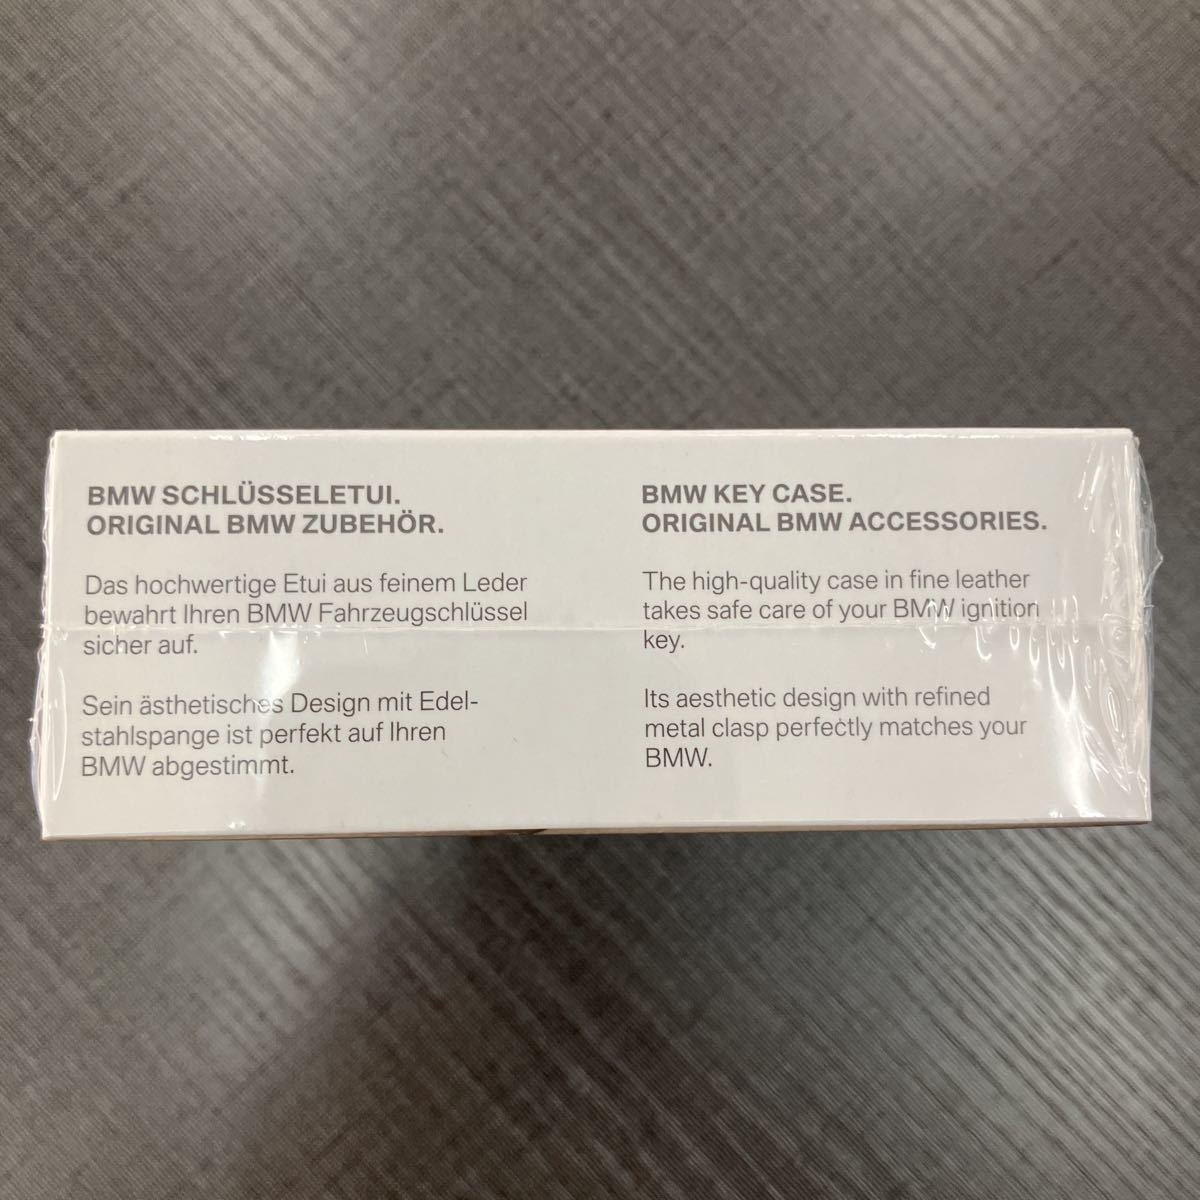 BMW SCHLÜSSELETUI.
ORIGINAL BMW ZUBEHÖR.
Das hochwertige Etui aus feinem Leder
bewahrt Ihren BMW Fahrzeugschlüssel
sicher auf.
Sein ästhetisches Design mit Edel-
stahlspange ist perfekt auf Ihren
BMW abgestimmt.
BMW KEY CASE.
ORIGINAL BMW ACCESSORIES.
The high-quality case in fine leather
takes safe care of your BMW ignition
key.
Its aesthetic design with refined
metal clasp perfectly matches your
BMW.